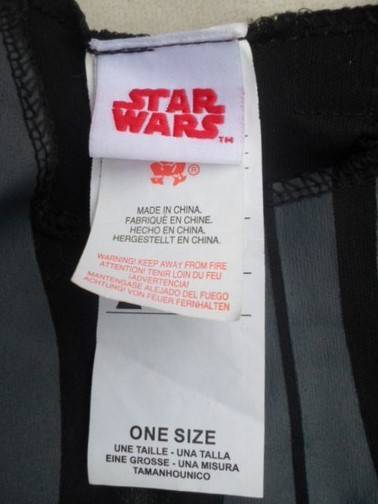 STAR
WARS™
®
MADE IN CHINA.
FABRIQUÉ EN CHINE.
HECHO EN CHINA.
HERGESTELLT EN CHINA.
WARNING! KEEP AWAY FROM FIRE
ATTENTION! TENIR LOIN DU FEU
¡ADVERTENCIA!
MANTENGASE ALEJADO DEL FUEGO
ACHTUNG! VON FEUER FERNHALTEN
ONE SIZE
UNE TAILLE - UNA TALLA
EINE GROSSE - UNA MISURA
TAMANHOUNICO